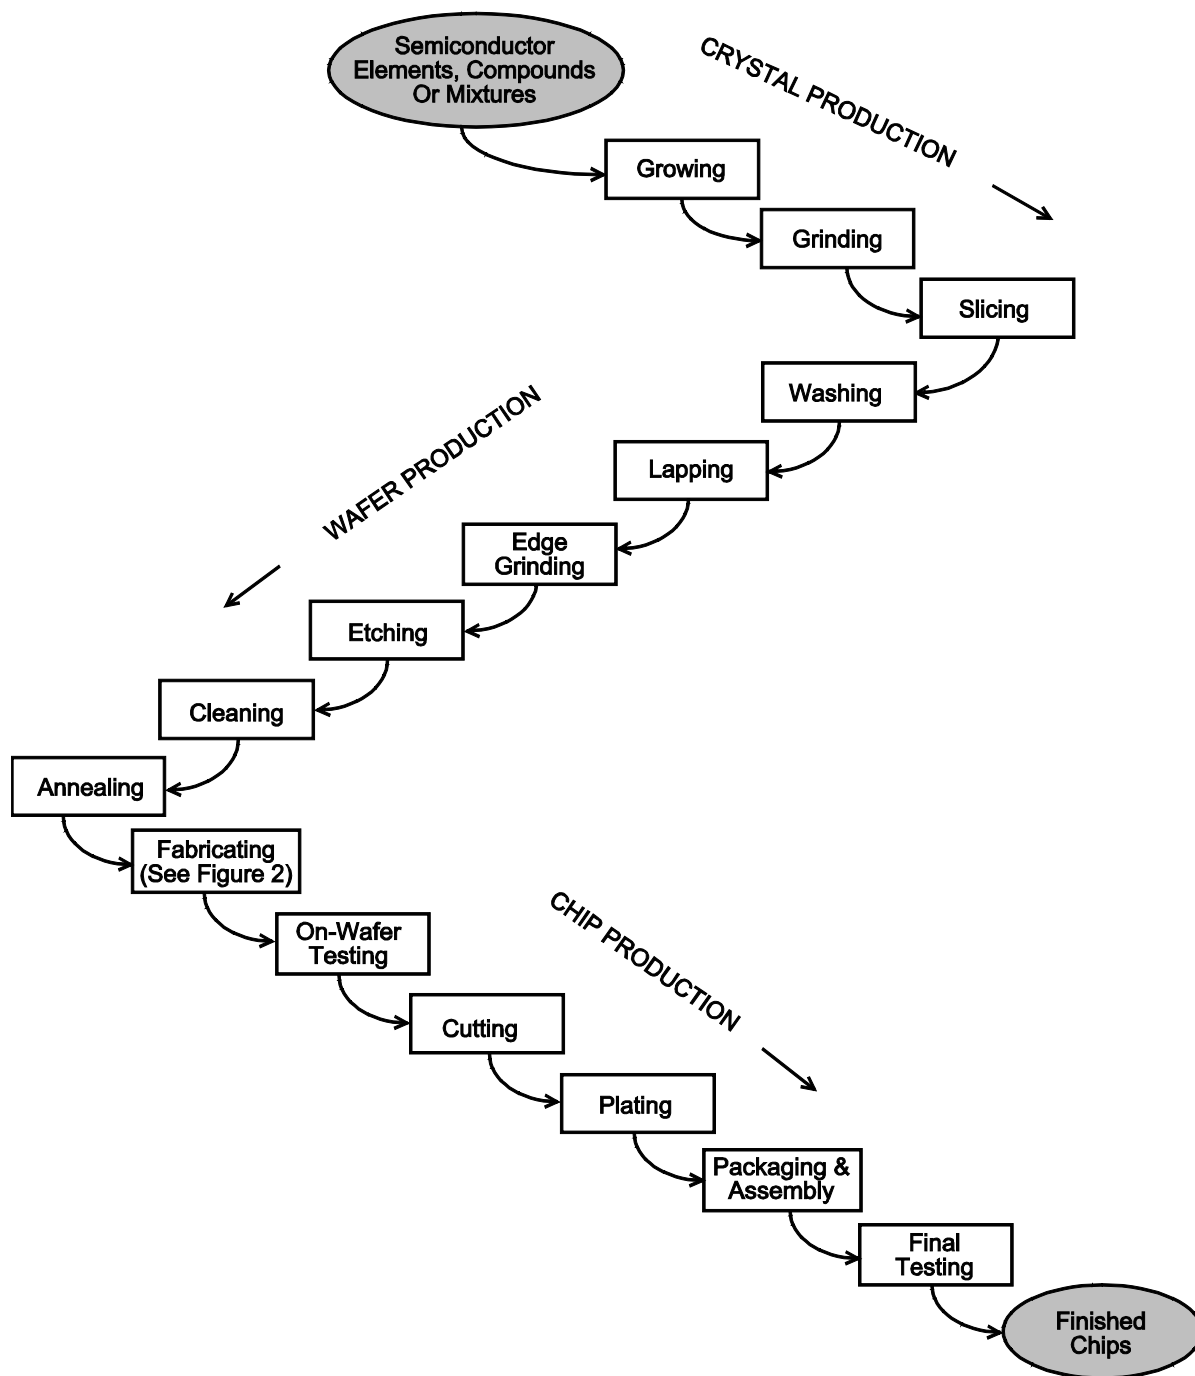 Semiconductor
Elements, Compounds
Or Mixtures
CRYSTAL PRODUCTION
Growing
Grinding
Slicing
Washing
WAFER PRODUCTION
Lapping
Edge
Grinding
Etching
Cleaning
Annealing
Fabricating
(See Figure 2)
CHIP PRODUCTION
On-Wafer
Testing
Cutting
Plating
Packaging &
Assembly
Final
Testing
Finished
Chips